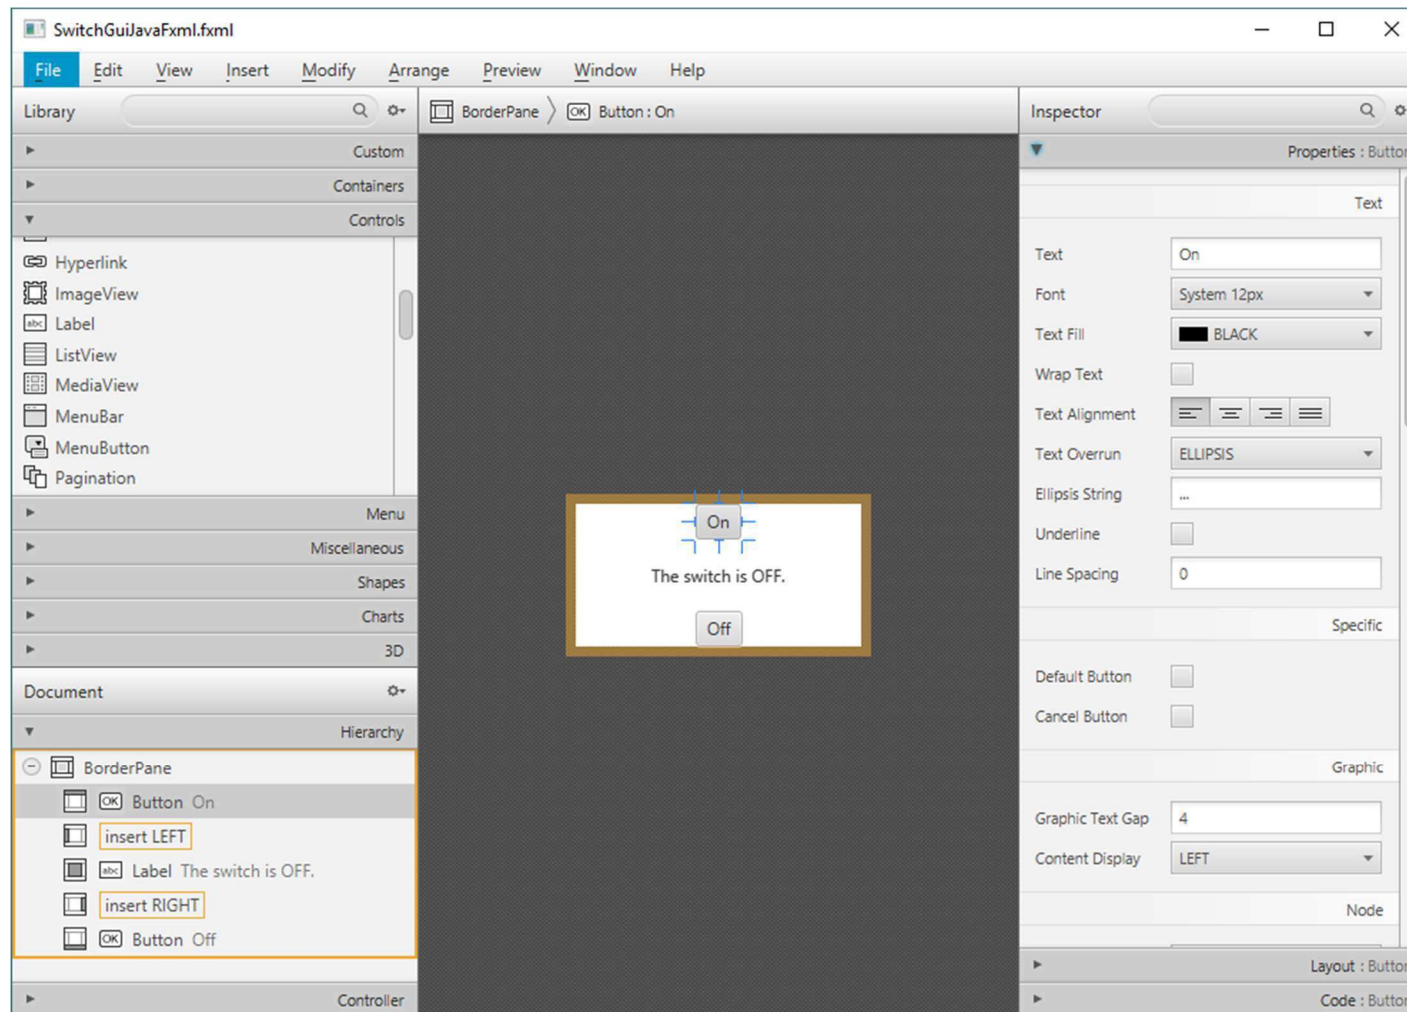 SwitchGuiJavaFxml.fxml
File Edit View Insert Modify Arrange Preview Window Help
Library
Custom
Containers
Controls
Hyperlink
ImageView
abc Label
ListView
MediaView
MenuBar
MenuButton
Pagination
Menu
Miscellaneous
Shapes
Charts
3D
Document
Hierarchy
BorderPane
OK Button On
insert LEFT
abc Label The switch is OFF.
insert RIGHT
OK Button Off
Controller
BorderPane OK Button : On
On
The switch is OFF.
Off
Inspector
Properties : Button
Text
Text On
Font System 12px
Text Fill BLACK
Wrap Text
Text Alignment
Text Overrun ELLIPSIS
Ellipsis String ...
Underline
Line Spacing 0
Specific
Default Button
Cancel Button
Graphic
Graphic Text Gap 4
Content Display LEFT
Node
Layout : Button
Code : Button